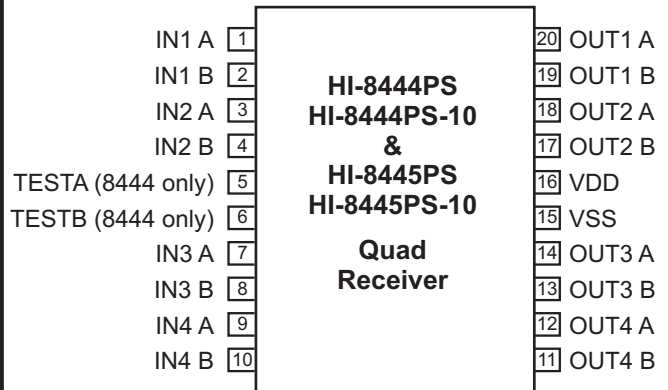 IN1 A 1
IN1 B 2
IN2 A 3
IN2 B 4
TESTA (8444 only) 5
TESTB (8444 only) 6
IN3 A 7
IN3 B 8
IN4 A 9
IN4 B 10
HI-8444PS
HI-8444PS-10
&
HI-8445PS
HI-8445PS-10
Quad
Receiver
20 OUT1 A
19 OUT1 B
18 OUT2 A
17 OUT2 B
16 VDD
15 VSS
14 OUT3 A
13 OUT3 B
12 OUT4 A
11 OUT4 B